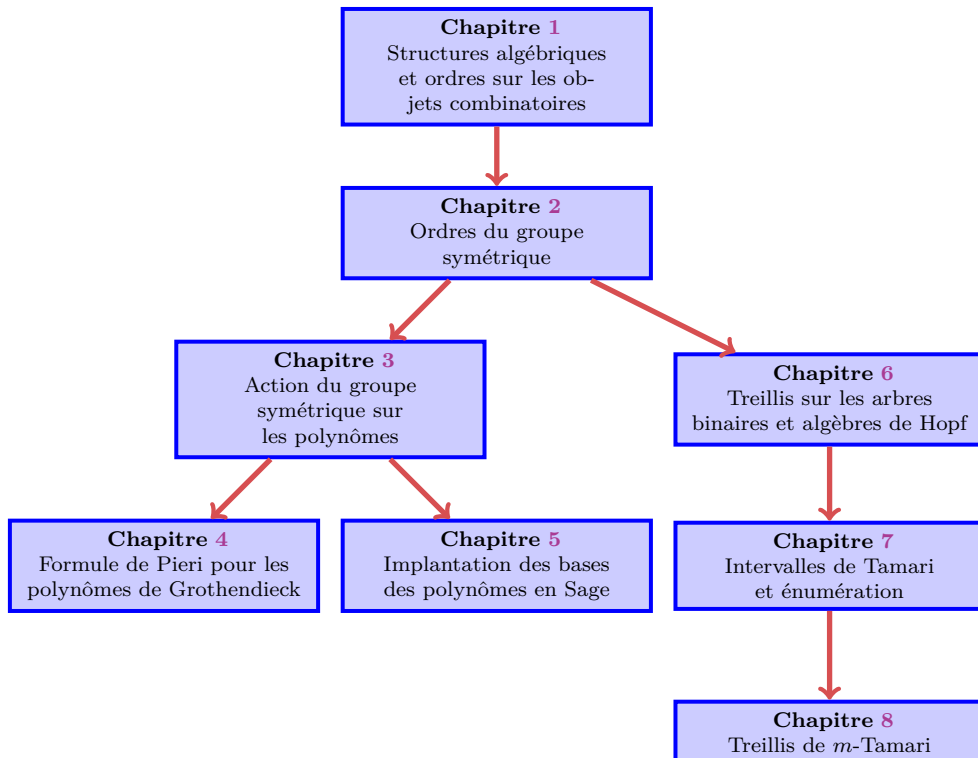 Chapitre 1
Structures algébriques
et ordres sur les ob-
jets combinatoires
Chapitre 2
Ordres du groupe
symétrique
Chapitre 3
Action du groupe
symétrique sur
les polynômes
Chapitre 6
Treillis sur les arbres
binaires et algèbres de Hopf
Chapitre 4
Formule de Pieri pour les
polynômes de Grothendieck
Chapitre 5
Implantation des bases
des polynômes en Sage
Chapitre 7
Intervalles de Tamari
et énumération
Chapitre 8
Treillis de m-Tamari